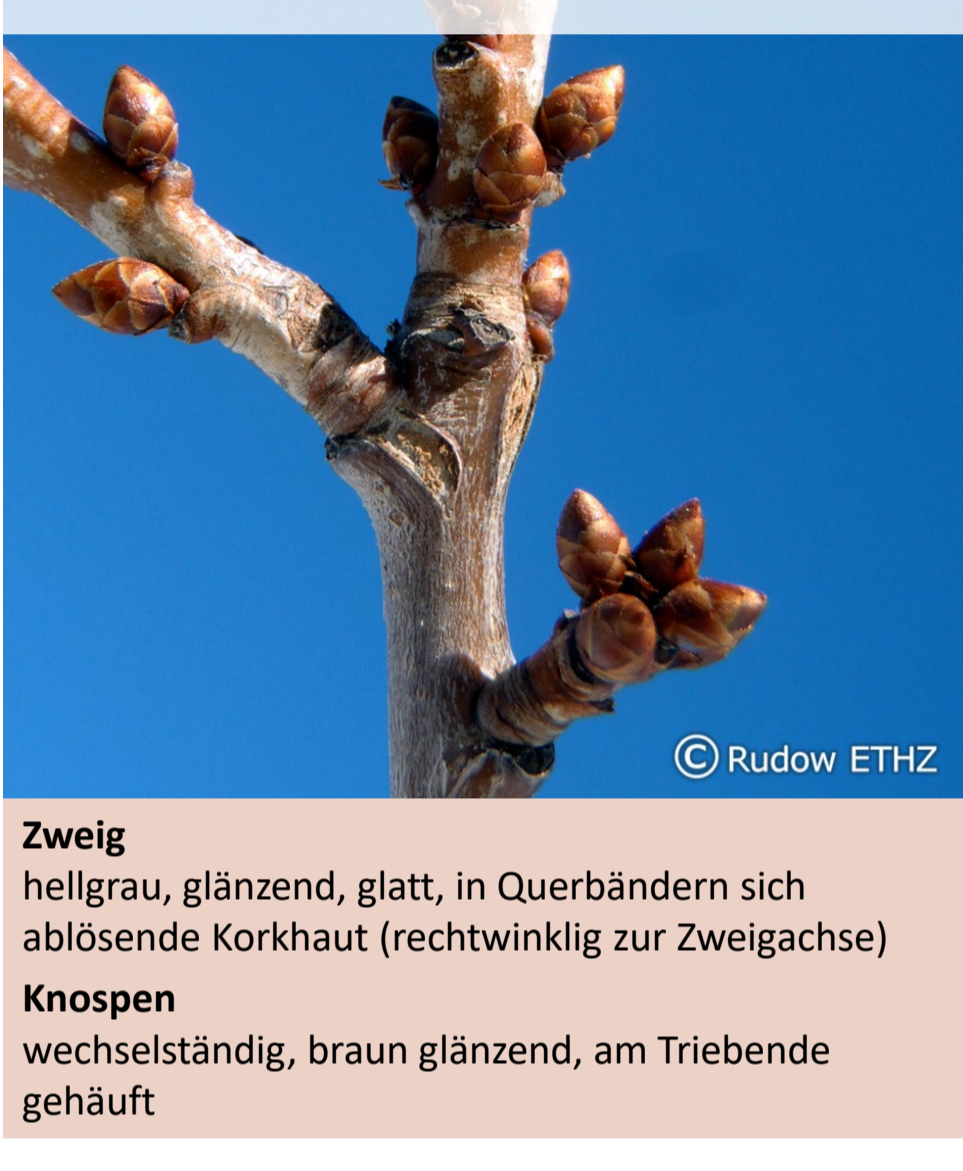 © Rudow ETHZ
Zweig
hellgrau, glänzend, glatt, in Querbändern sich
ablösende Korkhaut (rechtwinklig zur Zweigachse)
Knospen
wechselständig, braun glänzend, am Triebende
gehäuft